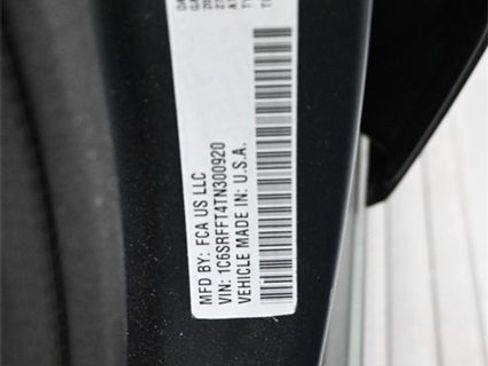 MFD BY: FCA US LLC
VIN: 1C6SRFFT4TN300920
VEHICLE MADE IN: U.S.A.